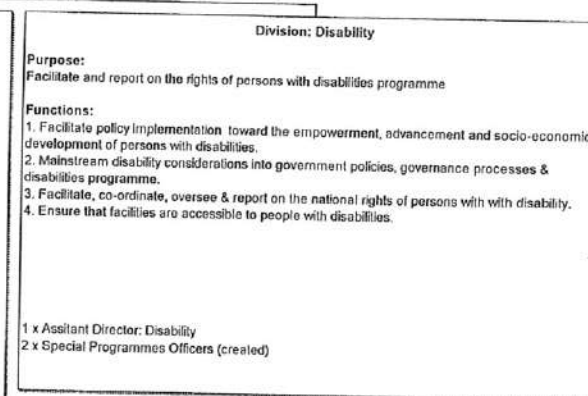 Division: Disability
Purpose:
Facilitate and report on the rights of persons with disabilities programme
Functions:
1. Facilitate policy implementation toward the empowerment, advancement and socio-economic
development of persons with disabilities.
2. Mainstream disability considerations into government policies, governance processes &
disabilities programme.
3. Facilitate, co-ordinate, oversee & report on the national rights of persons with with disability.
4. Ensure that facilities are accessible to people with disabilities.
1 x Assitant Director: Disability
2 x Special Programmes Officers (created)